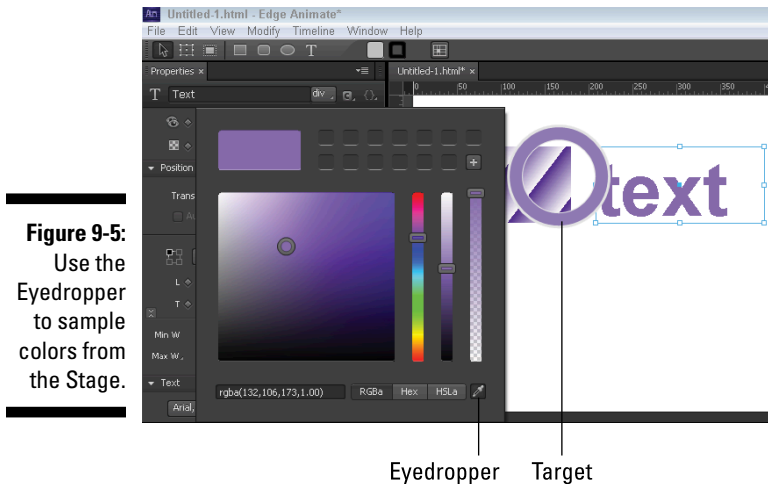 An Untitled-1.html - Edge Animate*
File Edit View Modify Timeline Window Help
T
Properties ×
Untitled-1.html* ×
T Text
div
0 50 100 150 200 250 300 350
Position
Trans
L
T
Min W
Max W
Text
Arial,
rgba(132,106,173,1.00)
RGBa Hex HSLa
text
Figure 9-5:
Use the
Eyedropper
to sample
colors from
the Stage.
Eyedropper Target